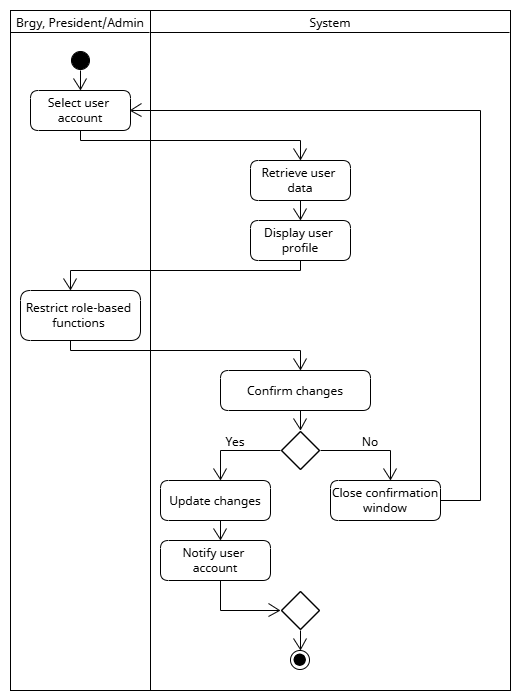 Brgy, President/Admin
System
Select user
account
Retrieve user
data
Display user
profile
Restrict role-based
functions
Confirm changes
Yes
No
Update changes
Close confirmation
window
Notify user
account